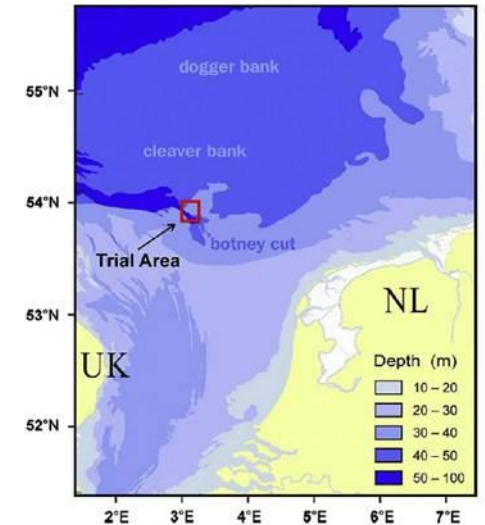 dogger bank
55°N
cleaver bank
54°N
botney cut
Trial Area
NL
53°N
UK
Depth (m)
10 – 20
20 – 30
30 – 40
52°N
40 – 50
50 – 100
2°E 3°E 4°E 5°E 6°E 7°E